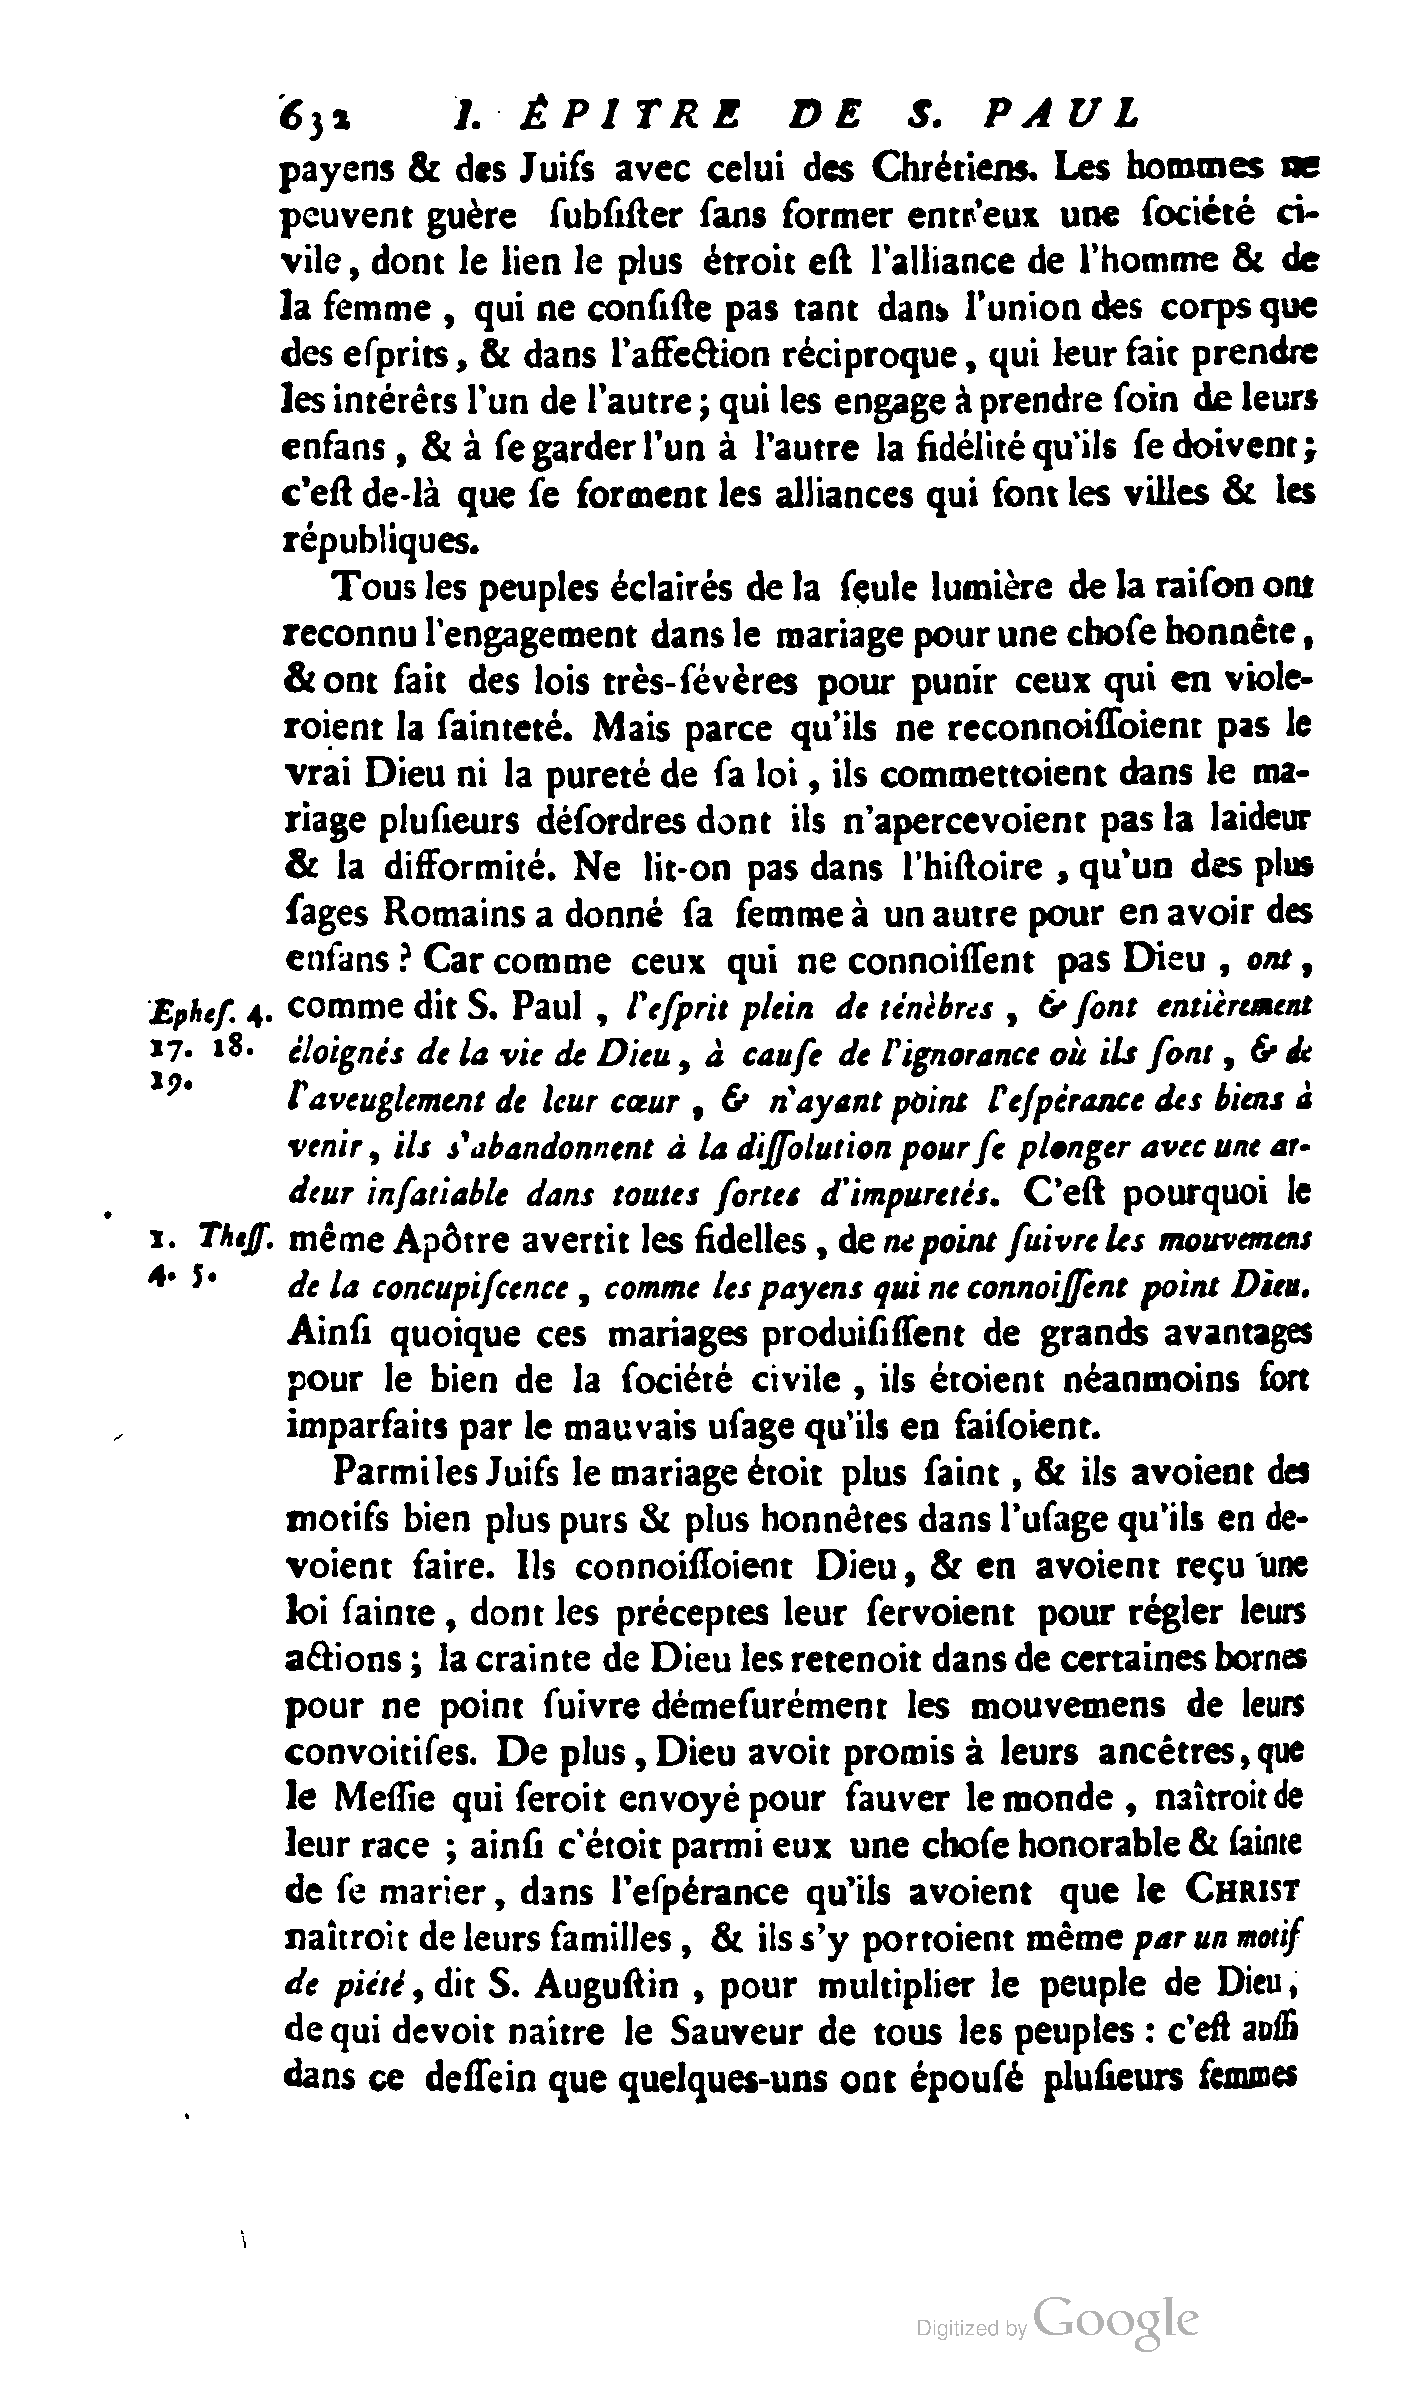 632 I. ÉPITRE DE S. PAUL
payens & des Juifs avec celui des Chrétiens. Les hommes ne
peuvent guère ſubſiſter ſans former entr'eux une ſociété ci-
vile, dont le lien le plus étroit eſt l'alliance de l'homme & de
la femme, qui ne conſiſte pas tant dans l'union des corps que
des eſprits, & dans l'affection réciproque, qui leur fait prendre
les intérêts l'un de l'autre; qui les engage à prendre ſoin de leurs
enfans, & à ſe garder l'un à l'autre la fidélité qu'ils ſe doivent;
c'eſt de-là que ſe forment les alliances qui font les villes & les
républiques.
Tous les peuples éclairés de la ſeule lumière de la raiſon ont
reconnu l'engagement dans le mariage pour une choſe honnête,
& ont fait des lois très-ſévères pour punir ceux qui en viole-
roient la ſainteté. Mais parce qu'ils ne reconnoiſſoient pas le
vrai Dieu ni la pureté de ſa loi, ils commettoient dans le ma-
riage pluſieurs déſordres dont ils n'apercevoient pas la laideur
& la difformité. Ne lit-on pas dans l'hiſtoire, qu'un des plus
ſages Romains a donné ſa femme à un autre pour en avoir des
enfans? Car comme ceux qui ne connoiſſent pas Dieu, ont,
Epheſ. 4. comme dit S. Paul, l'eſprit plein de ténèbres, & ſont entièrement
17. 18. éloignés de la vie de Dieu, à cauſe de l'ignorance où ils ſont, & de
19. l'aveuglement de leur cœur, & n'ayant point l'eſpérance des biens à
venir, ils s'abandonnent à la diſſolution pour ſe plonger avec une ar-
deur inſatiable dans toutes ſortes d'impuretés. C'eſt pourquoi le
1. Theſſ. même Apôtre avertit les fidelles, de ne point ſuivre les mouvemens
4. 5. de la concupiſcence, comme les payens qui ne connoiſſent point Dieu.
Ainſi quoique ces mariages produiſiſſent de grands avantages
pour le bien de la ſociété civile, ils étoient néanmoins fort
imparfaits par le mauvais uſage qu'ils en faiſoient.
Parmi les Juifs le mariage étoit plus ſaint, & ils avoient des
motifs bien plus purs & plus honnêtes dans l'uſage qu'ils en de-
voient faire. Ils connoiſſoient Dieu, & en avoient reçu une
loi ſainte, dont les préceptes leur ſervoient pour régler leurs
actions; la crainte de Dieu les retenoit dans de certaines bornes
pour ne point ſuivre démeſurément les mouvemens de leurs
convoitiſes. De plus, Dieu avoit promis à leurs ancêtres, que
le Meſſie qui ſeroit envoyé pour ſauver le monde, naîtroit de
leur race; ainſi c'étoit parmi eux une choſe honorable & ſainte
de ſe marier, dans l'eſpérance qu'ils avoient que le CHRIST
naîtroit de leurs familles, & ils s'y portoient même par un motif
de piété, dit S. Auguſtin, pour multiplier le peuple de Dieu,
de qui devoit naître le Sauveur de tous les peuples: c'eſt auſſi
dans ce deſſein que quelques-uns ont épouſé pluſieurs femmes
Digitized by Google